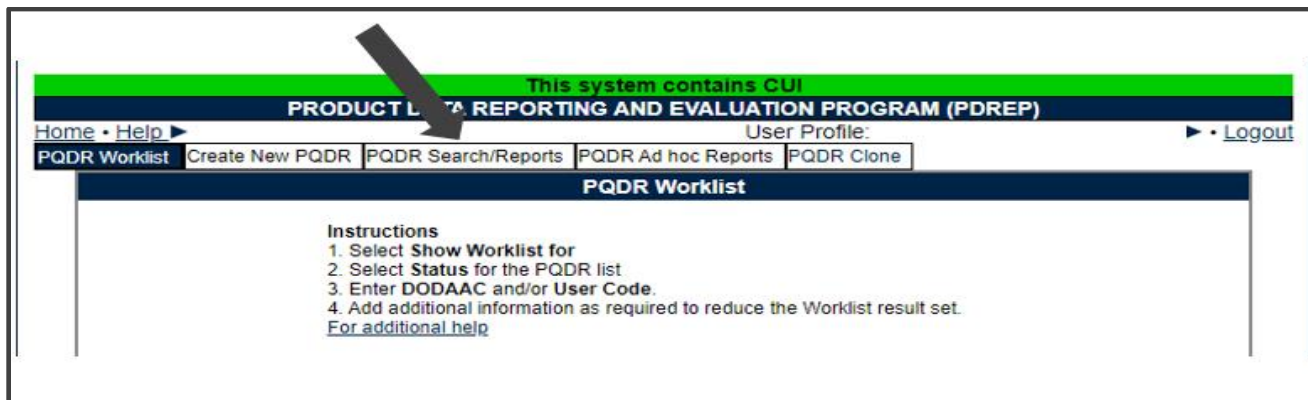 This system contains CUI
PRODUCT DATA REPORTING AND EVALUATION PROGRAM (PDREP)
Home • Help ► User Profile: ► • Logout
PQDR Worklist Create New PQDR PQDR Search/Reports PQDR Ad hoc Reports PQDR Clone
PQDR Worklist
Instructions
1. Select Show Worklist for
2. Select Status for the PQDR list
3. Enter DODAAC and/or User Code.
4. Add additional information as required to reduce the Worklist result set.
For additional help